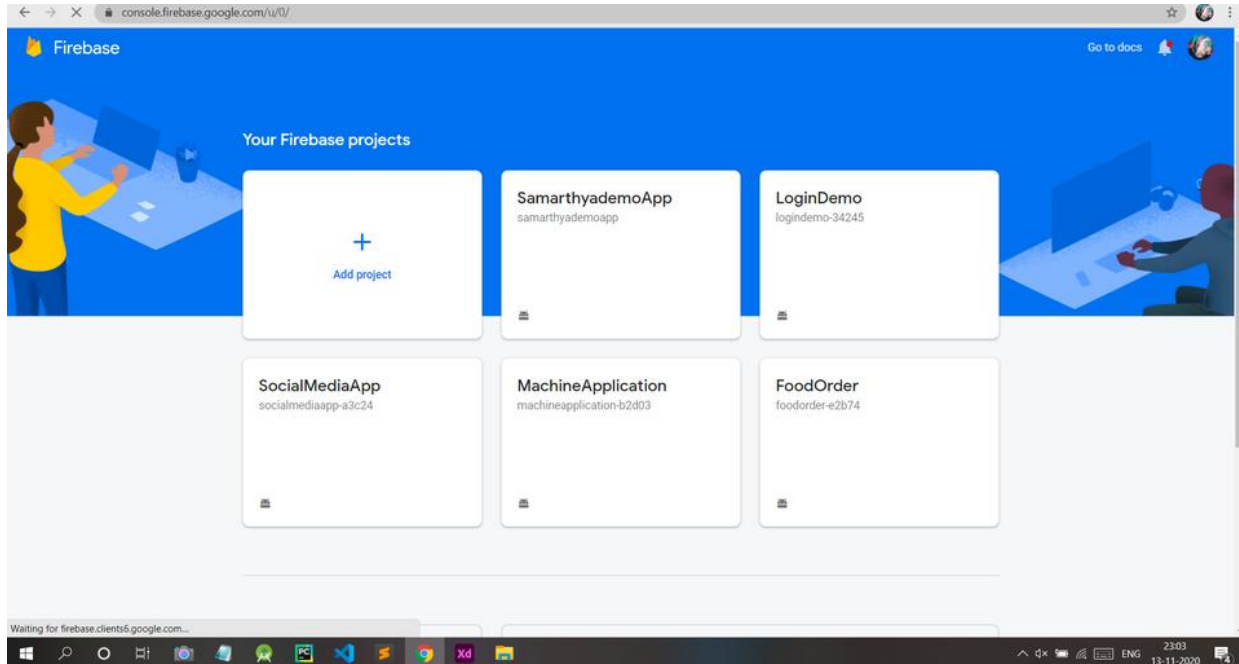 console.firebase.google.com/u/0/
Firebase
Go to docs
Your Firebase projects
Add project
SamarthyademoApp
samarthyademoapp
LoginDemo
logindemo-34245
SocialMediaApp
socialmediaapp-a3c24
MachineApplication
machineapplication-b2d03
FoodOrder
foodorder-e2b74
Waiting for firebase.clients6.google.com...
PC
Xd
ENG
23:03
13-11-2020
4